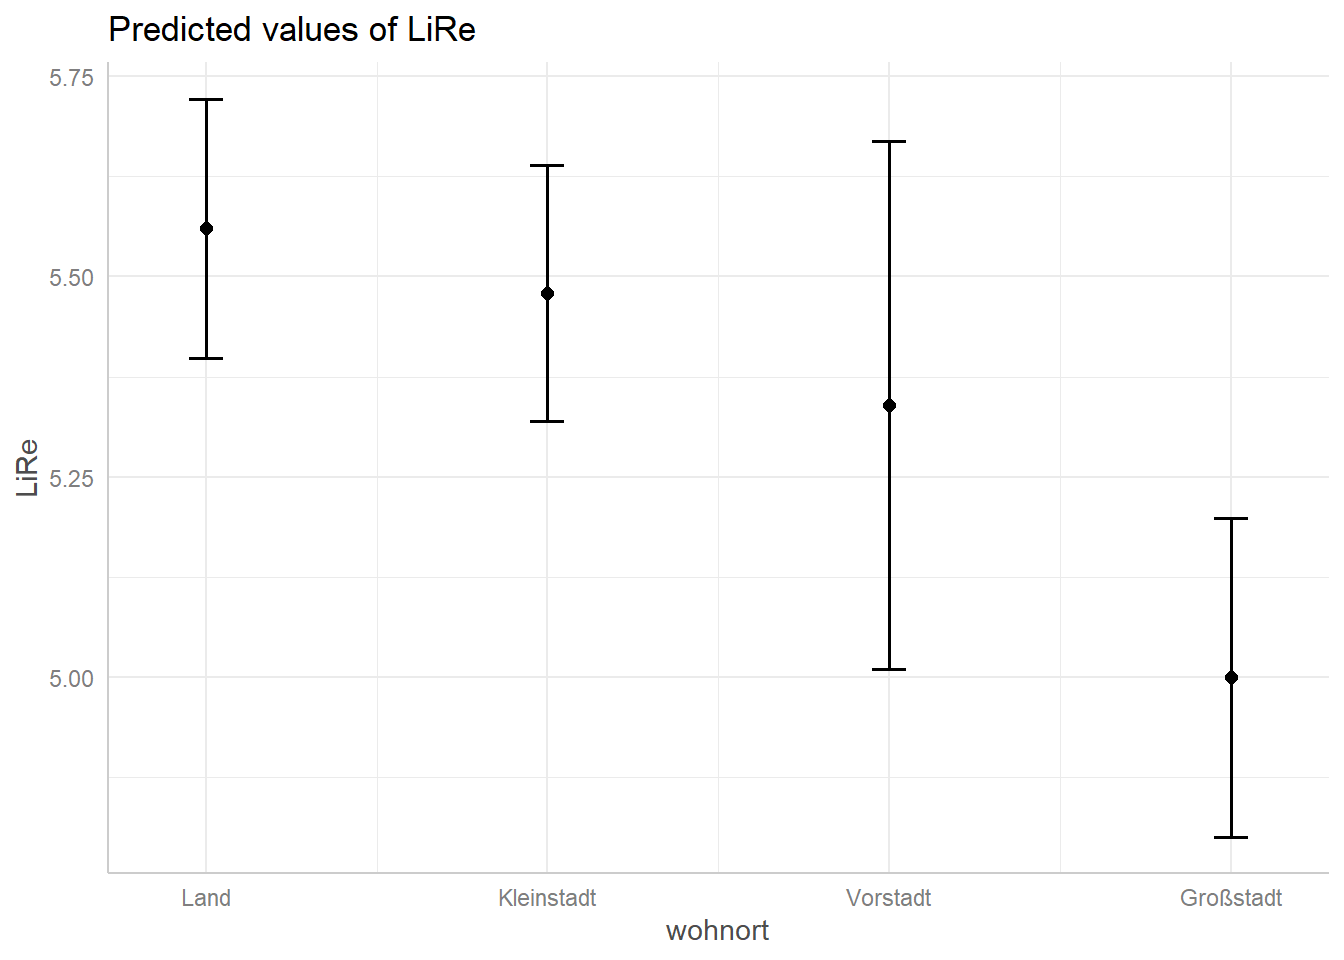 Predicted values of LiRe
5.75
5.50
5.25
5.00
LiRe
Land Kleinstadt Vorstadt Großstadt
wohnort